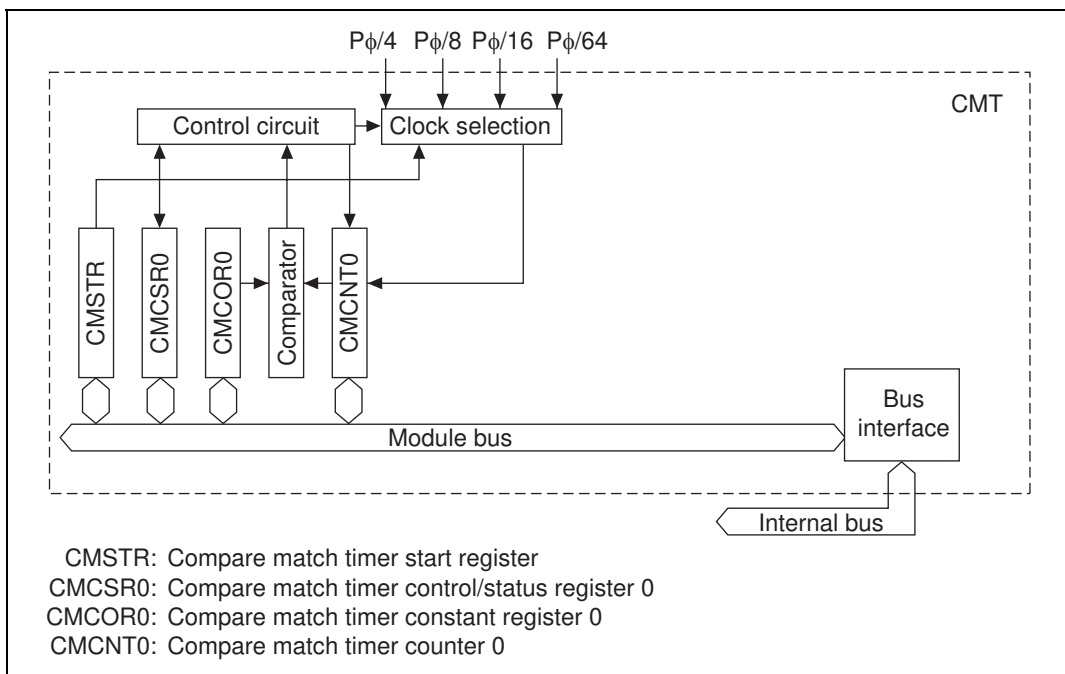 Pϕ/4 Pϕ/8 Pϕ/16 Pϕ/64
CMT
Control circuit
Clock selection
CMSTR
CMCSR0
CMCOR0
Comparator
CMCNT0
Bus
interface
Module bus
Internal bus
CMSTR: Compare match timer start register
CMCSR0: Compare match timer control/status register 0
CMCOR0: Compare match timer constant register 0
CMCNT0: Compare match timer counter 0